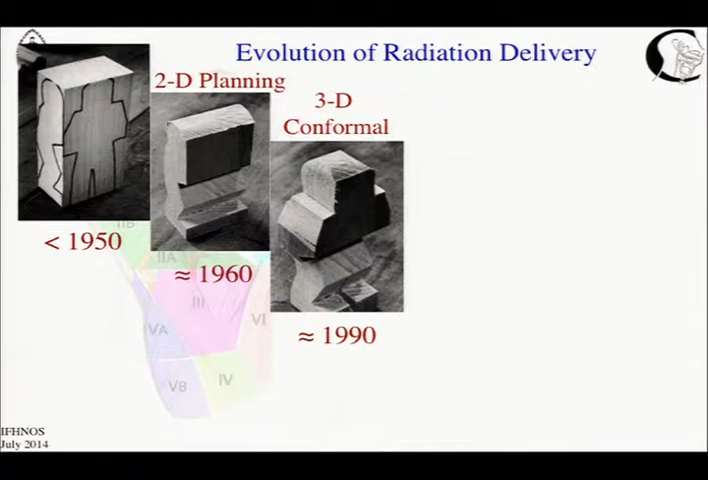 Evolution of Radiation Delivery
2-D Planning
3-D
Conformal
< 1950
≈ 1960
≈ 1990
IIB
IIA
III
VI
VA
IV
VB
IFHNOS
July 2014